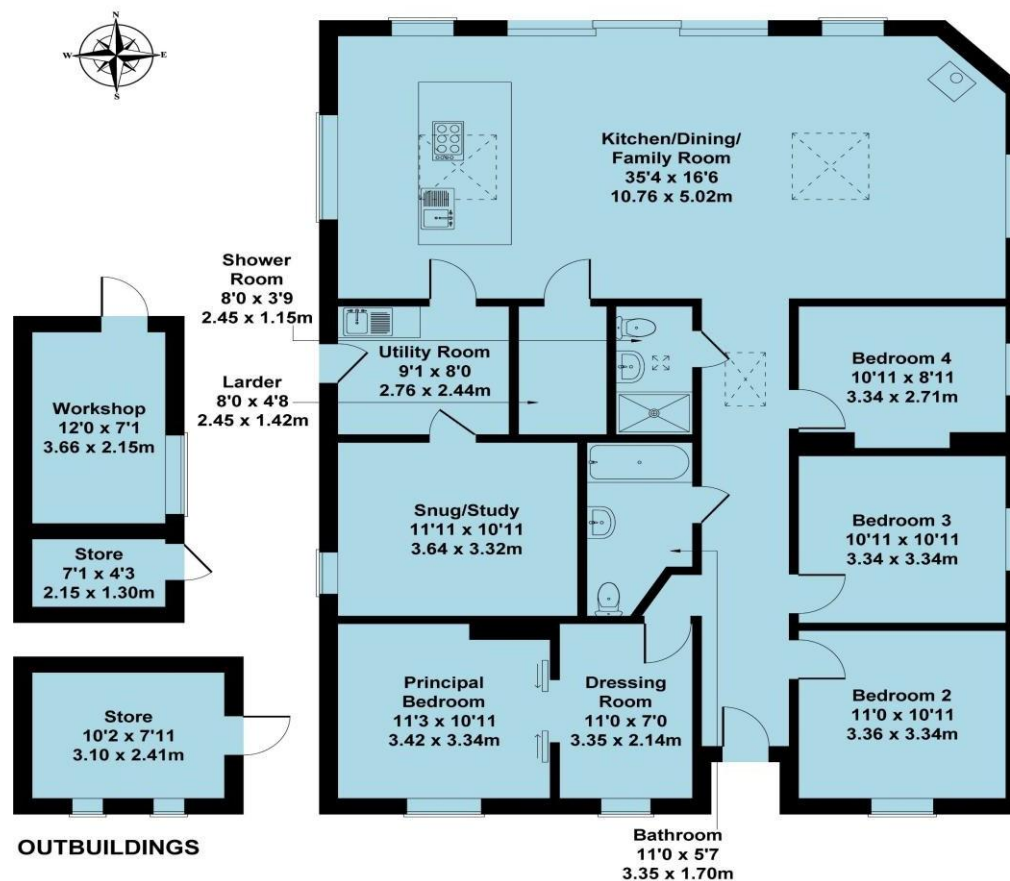 N
W
E
S
Kitchen/Dining/
Family Room
35'4 x 16'6
10.76 x 5.02m
Shower
Room
8'0 x 3'9
2.45 x 1.15m
Utility Room
9'1 x 8'0
2.76 x 2.44m
Larder
8'0 x 4'8
2.45 x 1.42m
Bedroom 4
10'11 x 8'11
3.34 x 2.71m
Workshop
12'0 x 7'1
3.66 x 2.15m
Snug/Study
11'11 x 10'11
3.64 x 3.32m
Bedroom 3
10'11 x 10'11
3.34 x 3.34m
Store
7'1 x 4'3
2.15 x 1.30m
Principal
Bedroom
11'3 x 10'11
3.42 x 3.34m
Dressing
Room
11'0 x 7'0
3.35 x 2.14m
Bedroom 2
11'0 x 10'11
3.36 x 3.34m
Store
10'2 x 7'11
3.10 x 2.41m
OUTBUILDINGS
Bathroom
11'0 x 5'7
3.35 x 1.70m